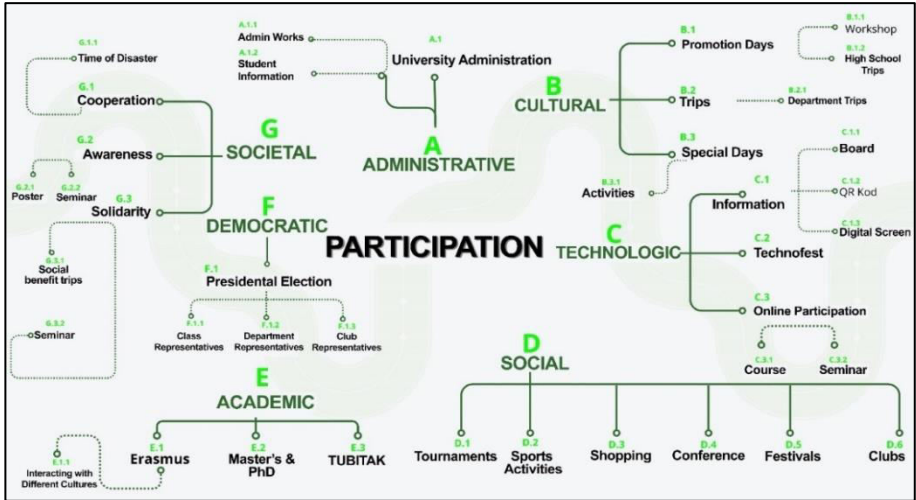 A.1.1
Admin Works
A.1.2
Student
Information
A.1
University Administration
A
ADMINISTRATIVE
B
CULTURAL
B.1
Promotion Days
B.1.1
Workshop
B.1.2
High School
Trips
B.2
Trips
B.2.1
Department Trips
B.3
Special Days
B.3.1
Activities
G
SOCIETAL
G.1.1
Time of Disaster
G.1
Cooperation
G.2
Awareness
G.2.1
Poster
G.2.2
Seminar
G.3
Solidarity
G.3.1
Social
benefit trips
G.3.2
Seminar
F
DEMOCRATIC
F.1
Presidental Election
F.1.1
Class
Representatives
F.1.2
Department
Representatives
F.1.3
Club
Representatives
PARTICIPATION
C
TECHNOLOGIC
C.1
Information
C.1.1
Board
C.1.2
QR Kod
C.1.3
Digital Screen
C.2
Technofest
C.3
Online Participation
C.3.1
Course
C.3.2
Seminar
E
ACADEMIC
E.1
Erasmus
E.1.1
Interacting with
Different Cultures
E.2
Master's &
PhD
E.3
TUBITAK
D
SOCIAL
D.1
Tournaments
D.2
Sports
Activities
D.3
Shopping
D.4
Conference
D.5
Festivals
D.6
Clubs